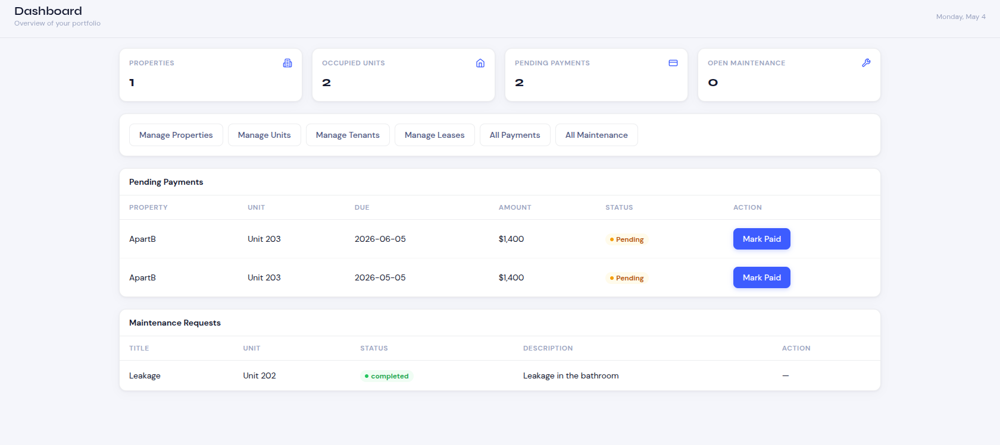 Dashboard
Overview of your portfolio
Monday, May 4
PROPERTIES
1
OCCUPIED UNITS
2
PENDING PAYMENTS
2
OPEN MAINTENANCE
0
Manage Properties Manage Units Manage Tenants Manage Leases All Payments All Maintenance
Pending Payments
PROPERTY UNIT DUE AMOUNT STATUS ACTION
ApartB Unit 203 2026-06-05 $1,400 Pending Mark Paid
ApartB Unit 203 2026-05-05 $1,400 Pending Mark Paid
Maintenance Requests
TITLE UNIT STATUS DESCRIPTION ACTION
Leakage Unit 202 completed Leakage in the bathroom —